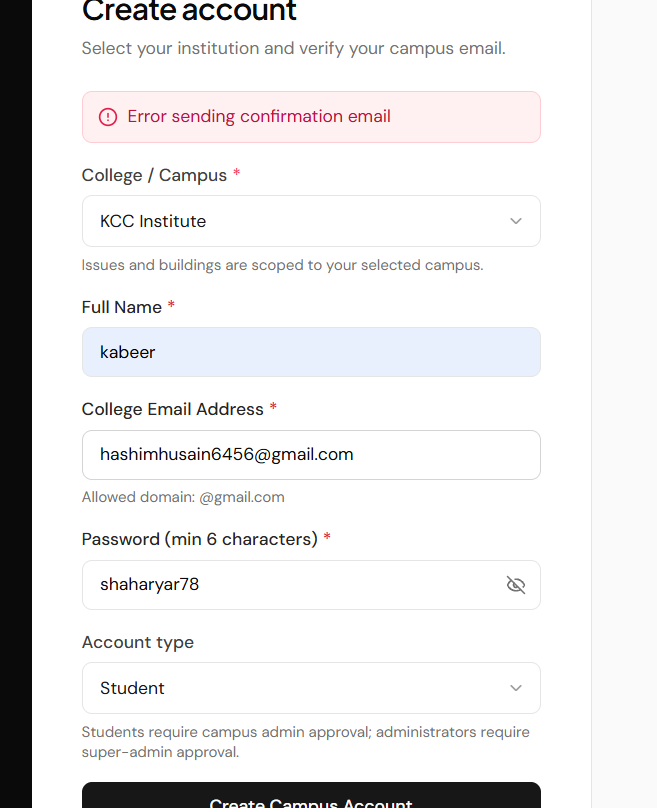 Create account
Select your institution and verify your campus email.
Error sending confirmation email
College / Campus *
KCC Institute
Issues and buildings are scoped to your selected campus.
Full Name *
kabeer
College Email Address *
hashimhusain6456@gmail.com
Allowed domain: @gmail.com
Password (min 6 characters) *
shaharyar78
Account type
Student
Students require campus admin approval; administrators require
super-admin approval.
Create Campus Account